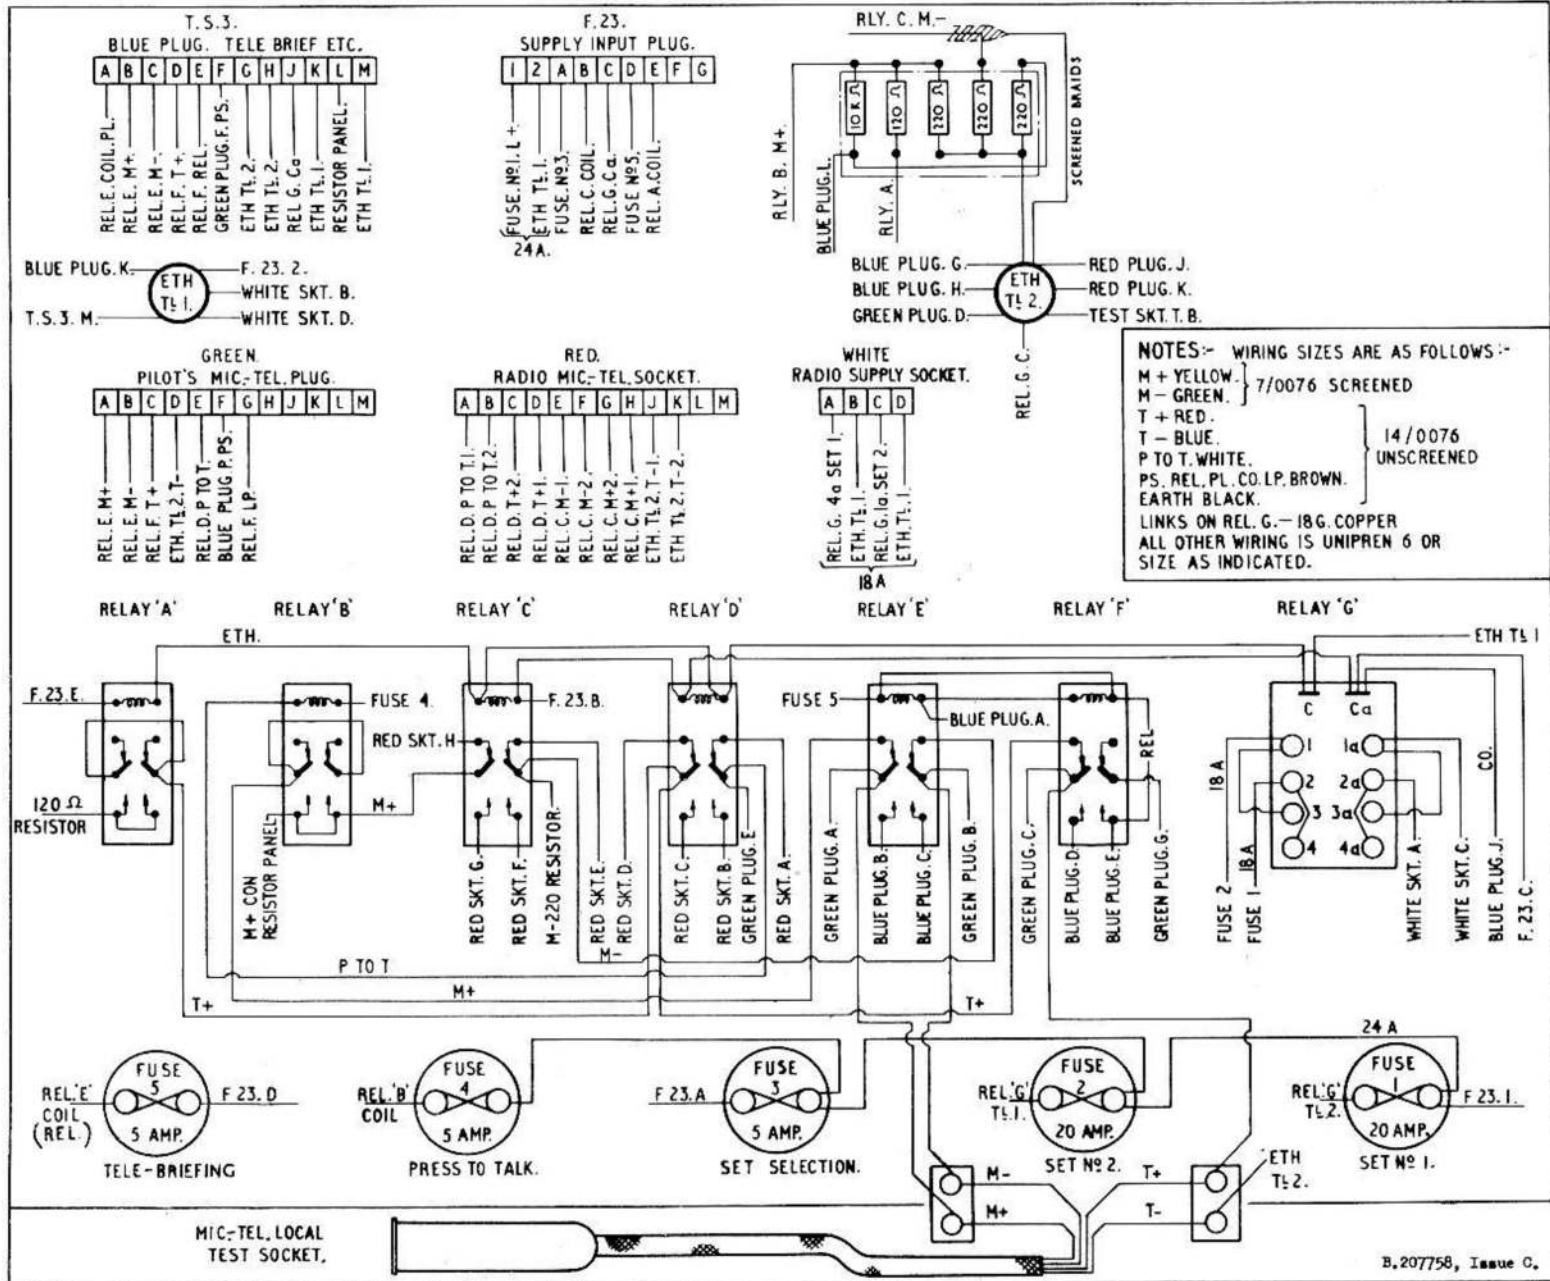 T.S.3.
BLUE PLUG. TELE BRIEF ETC.
A B C D E F G H J K L M
REL.E.COIL.PL.
REL.E. M+.
REL.E.M-.
REL.F. T+.
REL.F. REL.
GREEN PLUG.F.PS.
ETH TL.2.
ETH TL.2.
REL G. Ca
ETH TL.1.
RESISTOR PANEL.
ETH TL.1.
F.23.
SUPPLY INPUT PLUG.
1 2 A B C D E F G
FUSE. Nº1. L+.
ETH TL.1.
FUSE.Nº3.
REL.C.COIL.
REL.G.Ca.
FUSE Nº5.
REL.A.COIL.
24A.
RLY. C. M.-
SCREENED BRAIDS
10K Ω
120 Ω
220 Ω
220 Ω
220 Ω
RLY. B. M+.
BLUE PLUG.L.
RLY. A.
BLUE PLUG.K.
F. 23. 2.
ETH
TL 1.
WHITE SKT. B.
T.S.3. M.
WHITE SKT. D.
BLUE PLUG. G.
RED PLUG. J.
BLUE PLUG. H.
ETH
TL 2.
RED PLUG. K.
GREEN PLUG.D.
TEST SKT. T. B.
REL.G.C.
GREEN.
PILOT'S MIC,-TEL. PLUG.
A B C D E F G H J K L M
REL.E.M+
REL.E.M-
REL.F.T+
ETH.TL.2.T-
REL.D.P TO T.
BLUE PLUG.P.PS.
REL.F.LP.
RED.
RADIO MIC,-TEL, SOCKET.
A B C D E F G H J K L M
REL.D. P TO T.1.
REL.D.P TO T.2.
REL.D.T+2.
REL.D.T+1.
REL.C.M-1.
REL.C.M-2.
REL.C.M+2.
REL.C.M+1.
ETH.TL.2.T-1.
ETH TL.2.T-2.
WHITE
RADIO SUPPLY SOCKET.
A B C D
REL.G. 4a SET 1.
ETH.TL.1.
REL.G.1a.SET 2.
ETH.TL.1.
18A
NOTES:- WIRING SIZES ARE AS FOLLOWS:-
M + YELLOW.
M - GREEN.
7/0076 SCREENED
T + RED.
T - BLUE.
P TO T. WHITE.
PS. REL. PL. CO. LP. BROWN.
EARTH BLACK.
14/0076
UNSCREENED
LINKS ON REL. G. - 18G. COPPER
ALL OTHER WIRING IS UNIPREN 6 OR
SIZE AS INDICATED.
RELAY 'A'
RELAY 'B'
RELAY 'C'
RELAY 'D'
RELAY 'E'
RELAY 'F'
RELAY 'G'
ETH.
ETH TL 1
F.23.E.
FUSE 4.
F.23.B.
FUSE 5
BLUE PLUG.A.
RED SKT. H
REL
C Ca
1 1a
2 2a
3 3a
4 4a
18A
18A
CO.
120 Ω
RESISTOR
M+
M+ CON
RESISTOR PANEL
RED SKT. G.
RED SKT. F.
M-220 RESISTOR.
RED SKT.E.
RED SKT. D.
RED SKT. C.
RED SKT.B.
GREEN PLUG.E
RED SKT. A.
GREEN PLUG.A.
BLUE PLUG.B.
BLUE PLUG.C.
GREEN PLUG.B.
GREEN PLUG.C.
BLUE PLUG.D.
BLUE PLUG.E.
GREEN PLUG.G.
FUSE 2
FUSE 1
WHITE SKT. A.
WHITE SKT. C.
BLUE PLUG.J.
F.23.C.
M-
P TO T
M+
T+
T+
24 A
REL.'E'
COIL
(REL.)
FUSE
5
5 AMP.
F 23. D
TELE-BRIEFING
REL.'B'
COIL
FUSE
4
5 AMP.
PRESS TO TALK.
F 23. A
FUSE
3
5 AMP.
SET SELECTION.
REL.'G'
TL.1.
FUSE
2
20 AMP.
SET Nº 2.
REL.'G'
TL.2.
FUSE
1
20 AMP.
F 23. 1.
SET Nº 1.
M-
M+
T+
T-
ETH
TL 2.
MIC,-TEL. LOCAL
TEST SOCKET.
B.207758, Issue C.